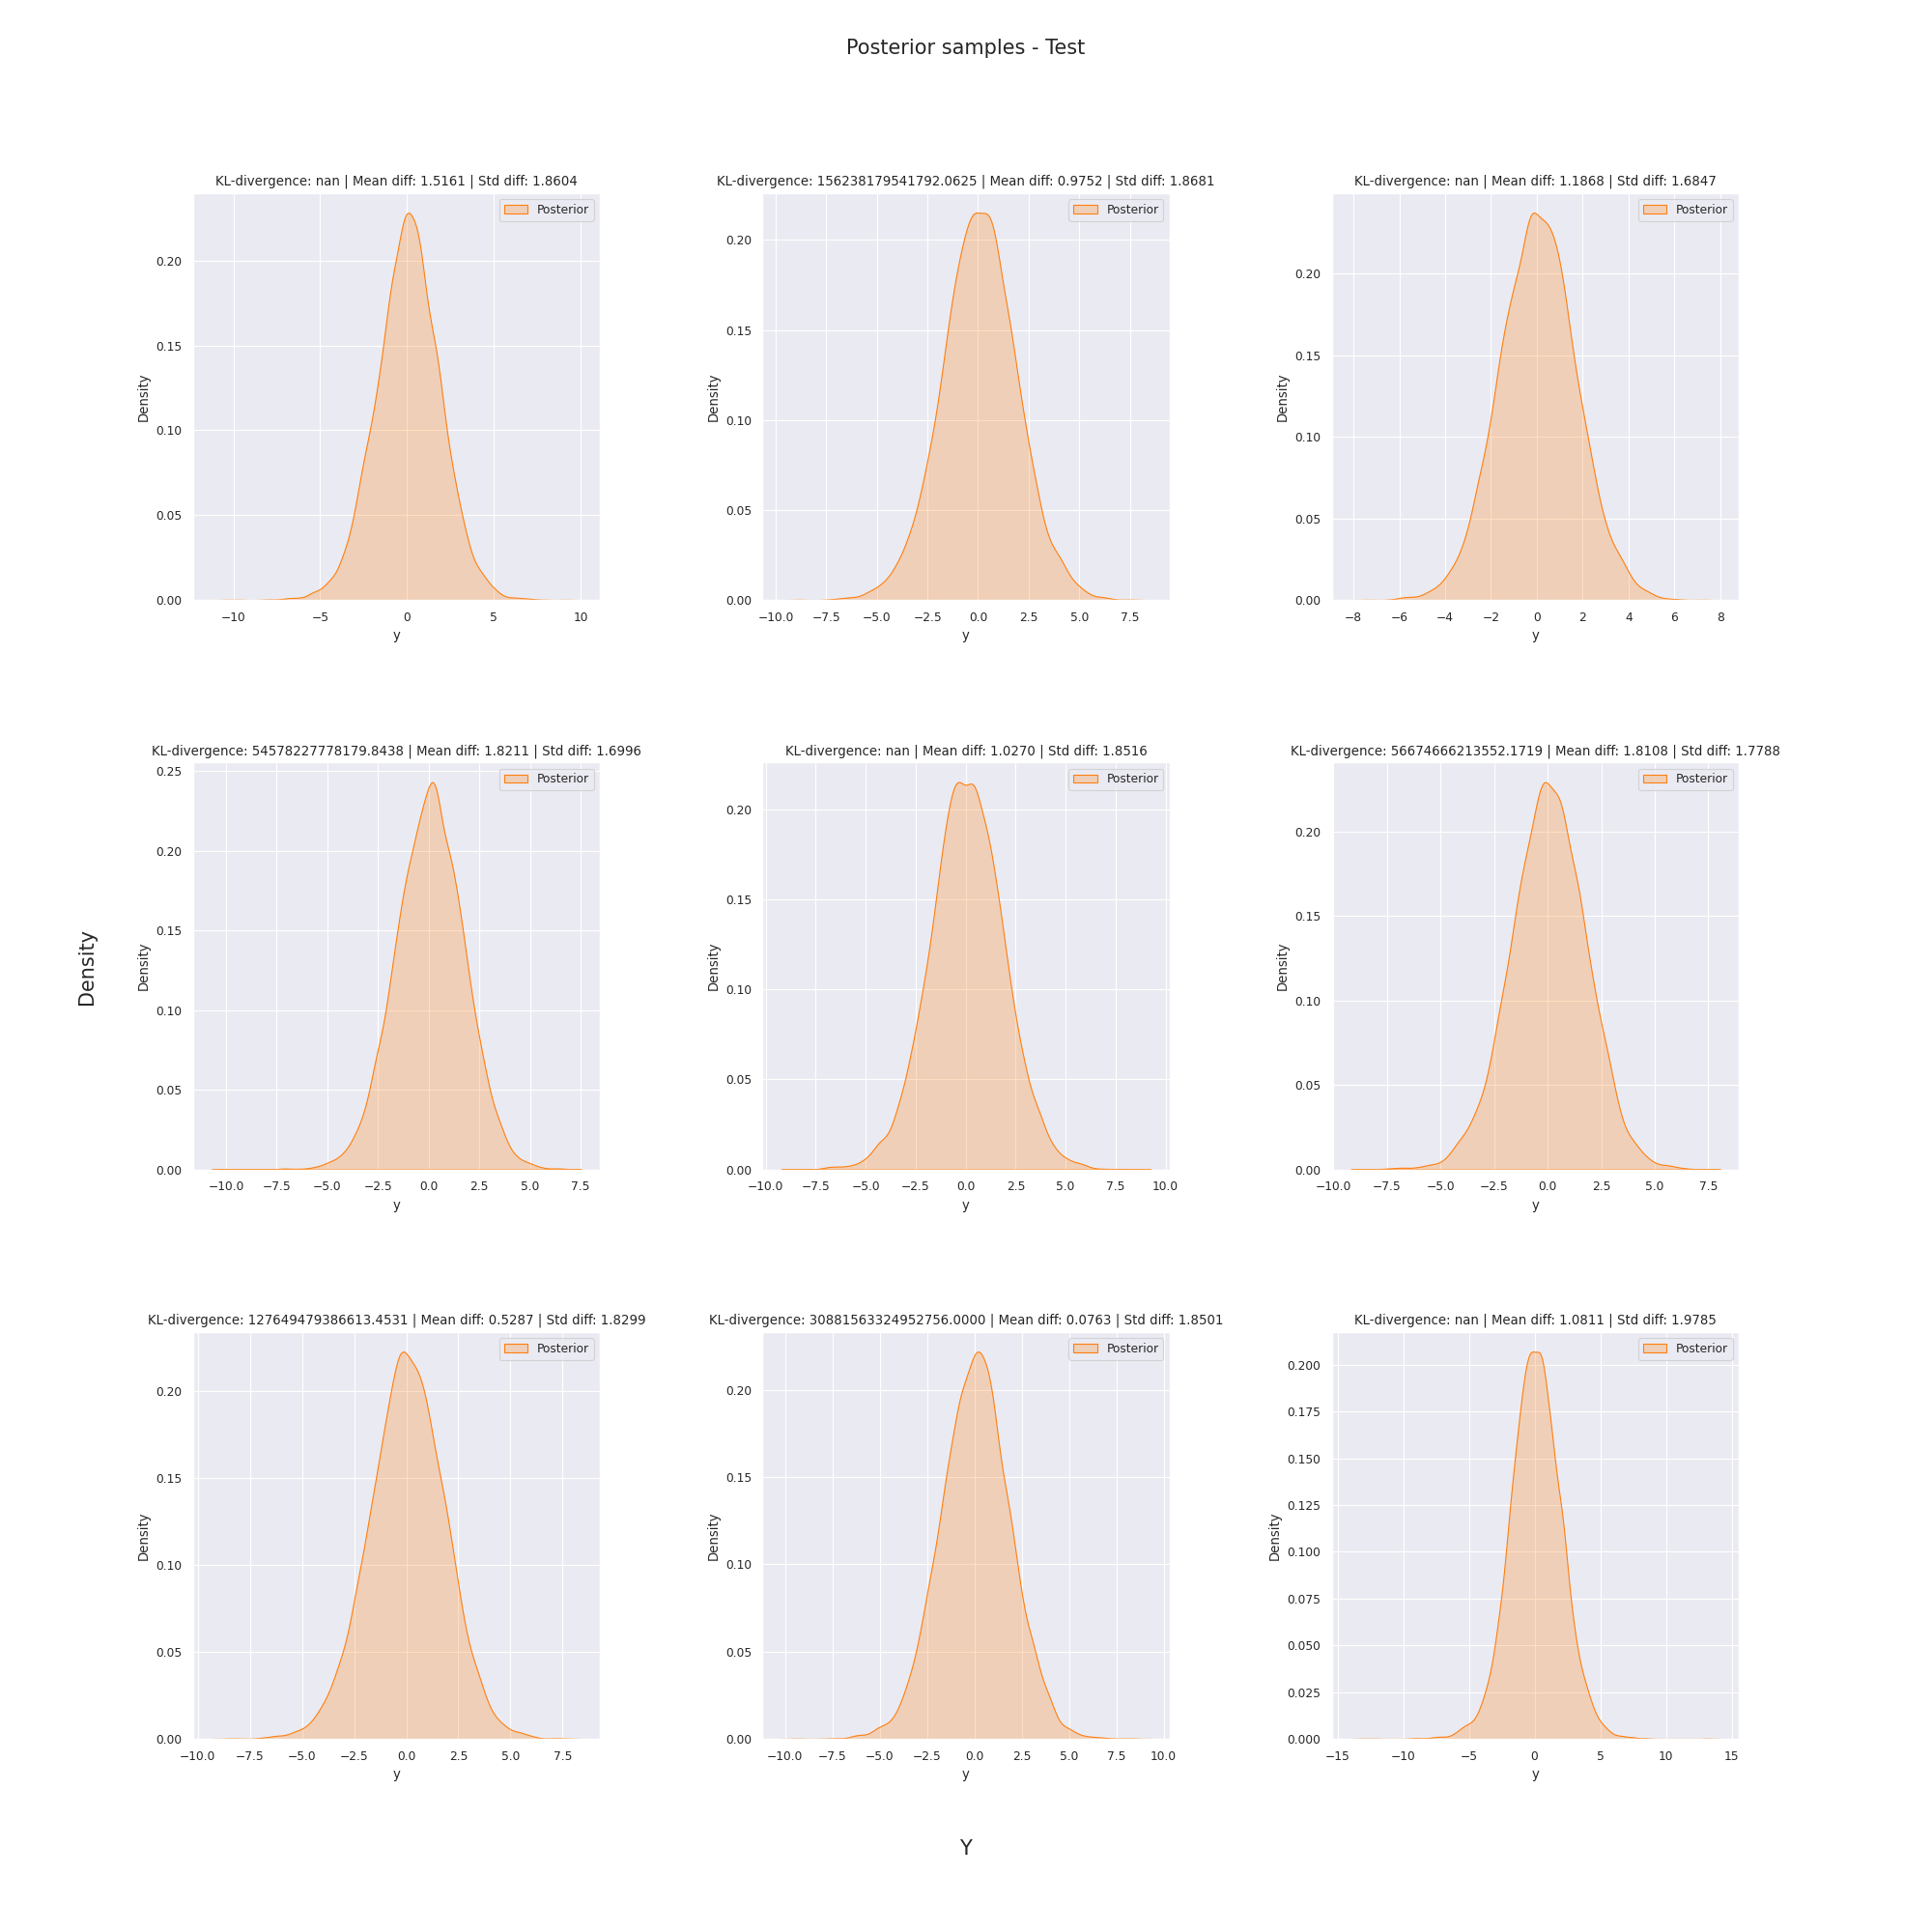 Posterior samples - Test
KL-divergence: nan | Mean diff: 1.5161 | Std diff: 1.8604
Posterior
0.20
0.15
0.10
0.05
0.00
Density
−10 −5 0 5 10
y
KL-divergence: 156238179541792.0625 | Mean diff: 0.9752 | Std diff: 1.8681
Posterior
0.20
0.15
0.10
0.05
0.00
Density
−10.0 −7.5 −5.0 −2.5 0.0 2.5 5.0 7.5
y
KL-divergence: nan | Mean diff: 1.1868 | Std diff: 1.6847
Posterior
0.20
0.15
0.10
0.05
0.00
Density
−8 −6 −4 −2 0 2 4 6 8
y
KL-divergence: 54578227778179.8438 | Mean diff: 1.8211 | Std diff: 1.6996
Posterior
0.25
0.20
0.15
0.10
0.05
0.00
Density
−10.0 −7.5 −5.0 −2.5 0.0 2.5 5.0 7.5
y
KL-divergence: nan | Mean diff: 1.0270 | Std diff: 1.8516
Posterior
0.20
0.15
0.10
0.05
0.00
Density
−10.0 −7.5 −5.0 −2.5 0.0 2.5 5.0 7.5 10.0
y
KL-divergence: 56674666213552.1719 | Mean diff: 1.8108 | Std diff: 1.7788
Posterior
0.20
0.15
0.10
0.05
0.00
Density
−10.0 −7.5 −5.0 −2.5 0.0 2.5 5.0 7.5
y
Density
KL-divergence: 127649479386613.4531 | Mean diff: 0.5287 | Std diff: 1.8299
Posterior
0.20
0.15
0.10
0.05
0.00
Density
−10.0 −7.5 −5.0 −2.5 0.0 2.5 5.0 7.5
y
KL-divergence: 30881563324952756.0000 | Mean diff: 0.0763 | Std diff: 1.8501
Posterior
0.20
0.15
0.10
0.05
0.00
Density
−10.0 −7.5 −5.0 −2.5 0.0 2.5 5.0 7.5 10.0
y
KL-divergence: nan | Mean diff: 1.0811 | Std diff: 1.9785
Posterior
0.200
0.175
0.150
0.125
0.100
0.075
0.050
0.025
0.000
Density
−15 −10 −5 0 5 10 15
y
Y